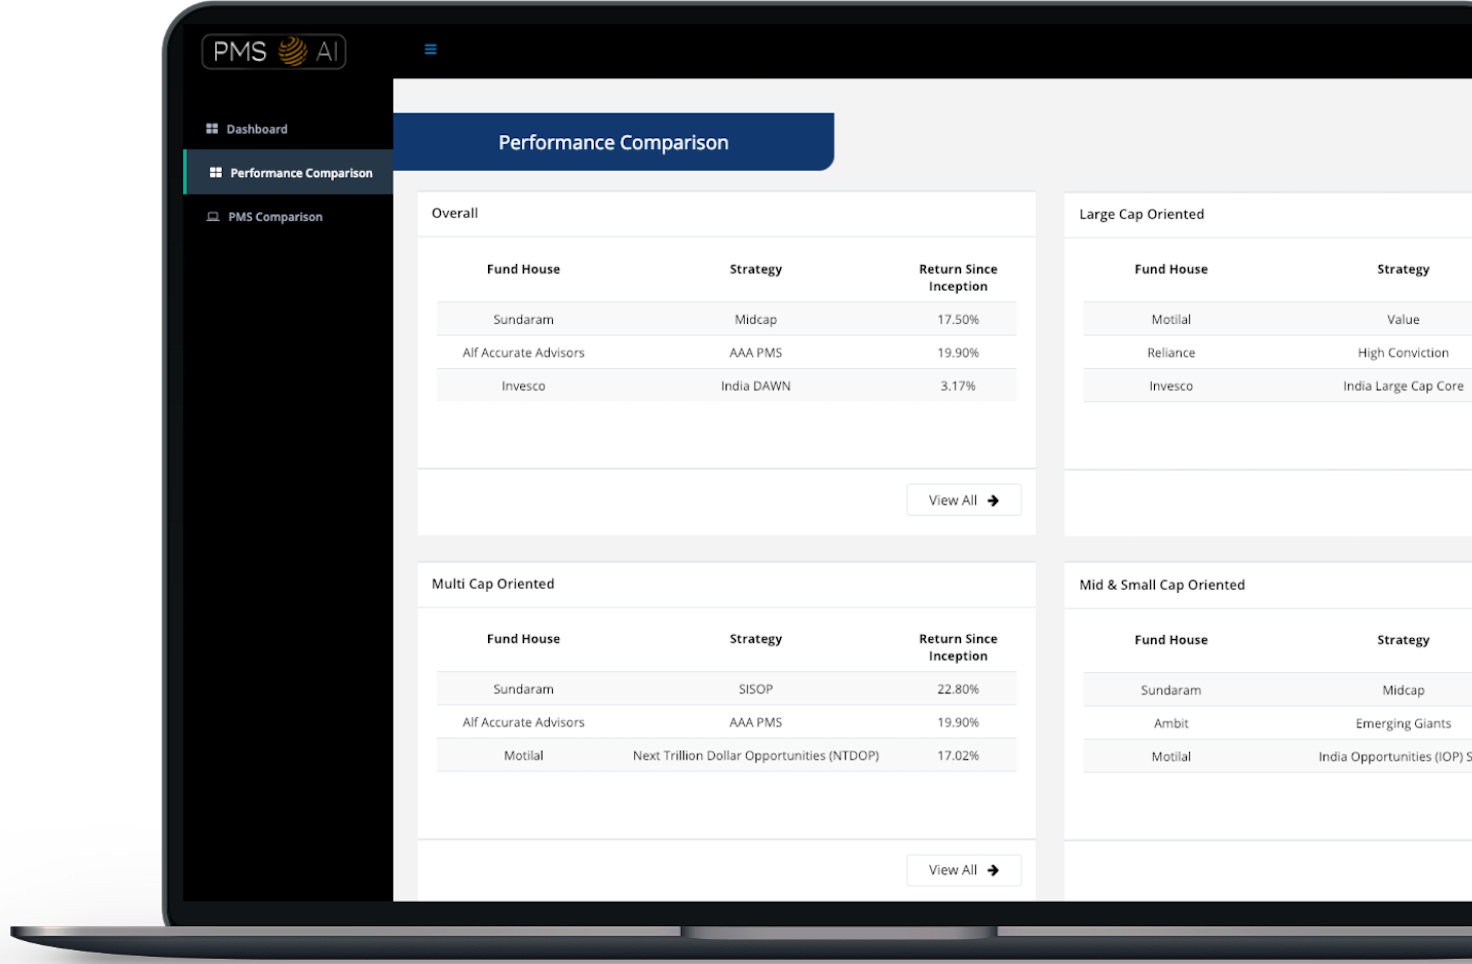 PMS AI
Dashboard
Performance Comparison
PMS Comparison
Performance Comparison
Overall
Fund House Strategy Return Since
Inception
Sundaram Midcap 17.50%
Alf Accurate Advisors AAA PMS 19.90%
Invesco India DAWN 3.17%
View All
Large Cap Oriented
Fund House Strategy
Motilal Value
Reliance High Conviction
Invesco India Large Cap Core
Multi Cap Oriented
Fund House Strategy Return Since
Inception
Sundaram SISOP 22.80%
Alf Accurate Advisors AAA PMS 19.90%
Motilal Next Trillion Dollar Opportunities (NTDOP) 17.02%
View All
Mid & Small Cap Oriented
Fund House Strategy
Sundaram Midcap
Ambit Emerging Giants
Motilal India Opportunities (IOP) S